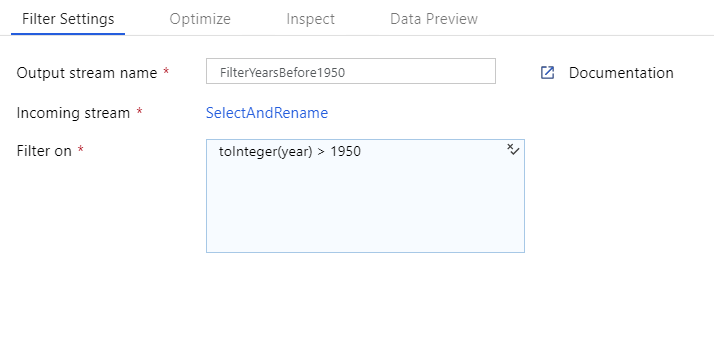 Filter Settings Optimize Inspect Data Preview
Output stream name * FilterYearsBefore1950 Documentation
Incoming stream * SelectAndRename
Filter on * toInteger(year) > 1950